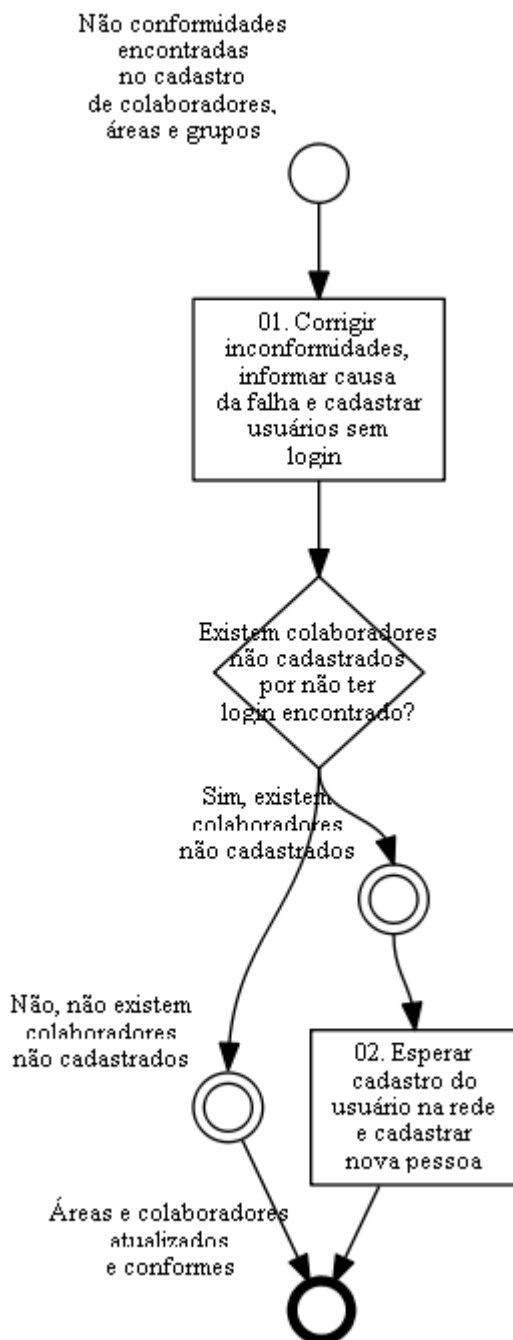 Não conformidades
encontradas
no cadastro
de colaboradores,
áreas e grupos
01. Corrigir
inconformidades,
informar causa
da falha e cadastrar
usuários sem
login
Existem colaboradores
não cadastrados
por não ter
login encontrado?
Sim, existem
colaboradores
não cadastrados
Não, não existem
colaboradores
não cadastrados
02. Esperar
cadastro do
usuário na rede
e cadastrar
nova pessoa
Áreas e colaboradores
atualizados
e conformes